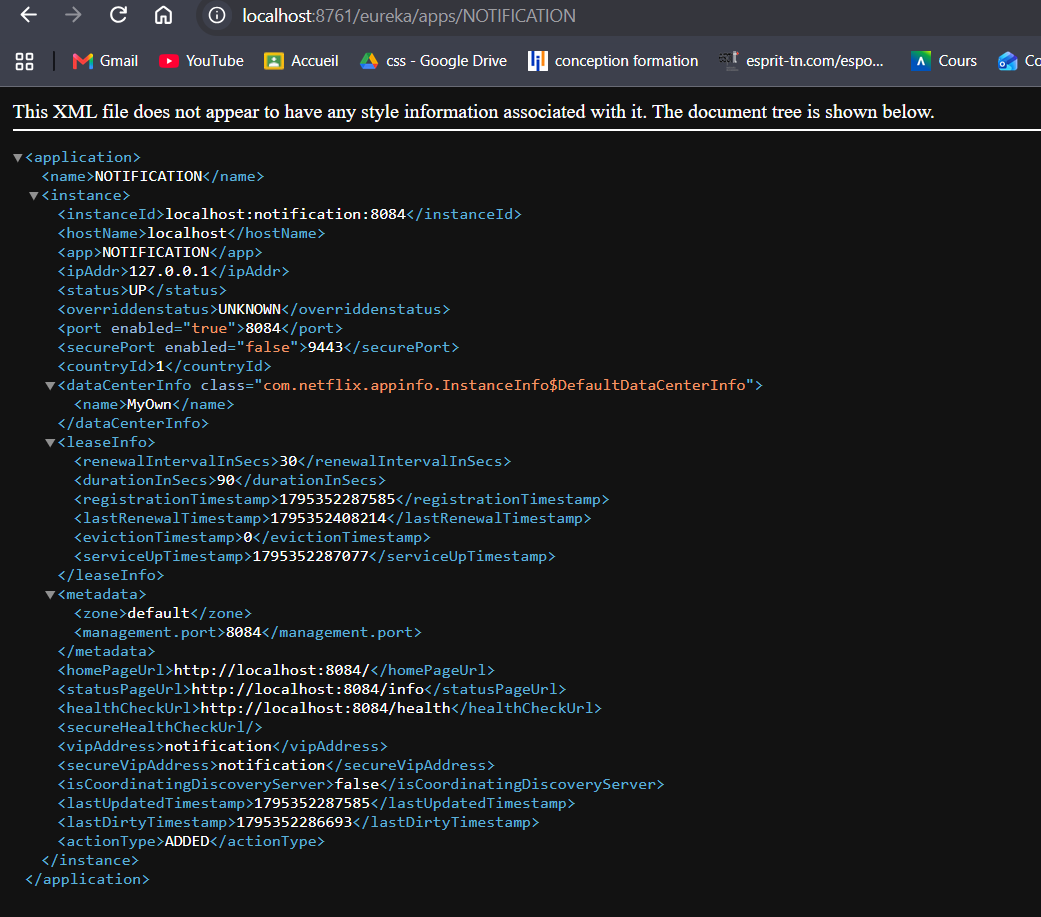 localhost:8761/eureka/apps/NOTIFICATION
Gmail YouTube Accueil css - Google Drive conception formation esprit-tn.com/espo... Cours Co
This XML file does not appear to have any style information associated with it. The document tree is shown below.
▼<application>
<name>NOTIFICATION</name>
▼<instance>
<instanceId>localhost:notification:8084</instanceId>
<hostName>localhost</hostName>
<app>NOTIFICATION</app>
<ipAddr>127.0.0.1</ipAddr>
<status>UP</status>
<overriddenstatus>UNKNOWN</overriddenstatus>
<port enabled="true">8084</port>
<securePort enabled="false">9443</securePort>
<countryId>1</countryId>
▼<dataCenterInfo class="com.netflix.appinfo.InstanceInfo$DefaultDataCenterInfo">
<name>MyOwn</name>
</dataCenterInfo>
▼<leaseInfo>
<renewalIntervalInSecs>30</renewalIntervalInSecs>
<durationInSecs>90</durationInSecs>
<registrationTimestamp>1795352287585</registrationTimestamp>
<lastRenewalTimestamp>1795352408214</lastRenewalTimestamp>
<evictionTimestamp>0</evictionTimestamp>
<serviceUpTimestamp>1795352287077</serviceUpTimestamp>
</leaseInfo>
▼<metadata>
<zone>default</zone>
<management.port>8084</management.port>
</metadata>
<homePageUrl>http://localhost:8084/</homePageUrl>
<statusPageUrl>http://localhost:8084/info</statusPageUrl>
<healthCheckUrl>http://localhost:8084/health</healthCheckUrl>
<secureHealthCheckUrl/>
<vipAddress>notification</vipAddress>
<secureVipAddress>notification</secureVipAddress>
<isCoordinatingDiscoveryServer>false</isCoordinatingDiscoveryServer>
<lastUpdatedTimestamp>1795352287585</lastUpdatedTimestamp>
<lastDirtyTimestamp>1795352286693</lastDirtyTimestamp>
<actionType>ADDED</actionType>
</instance>
</application>